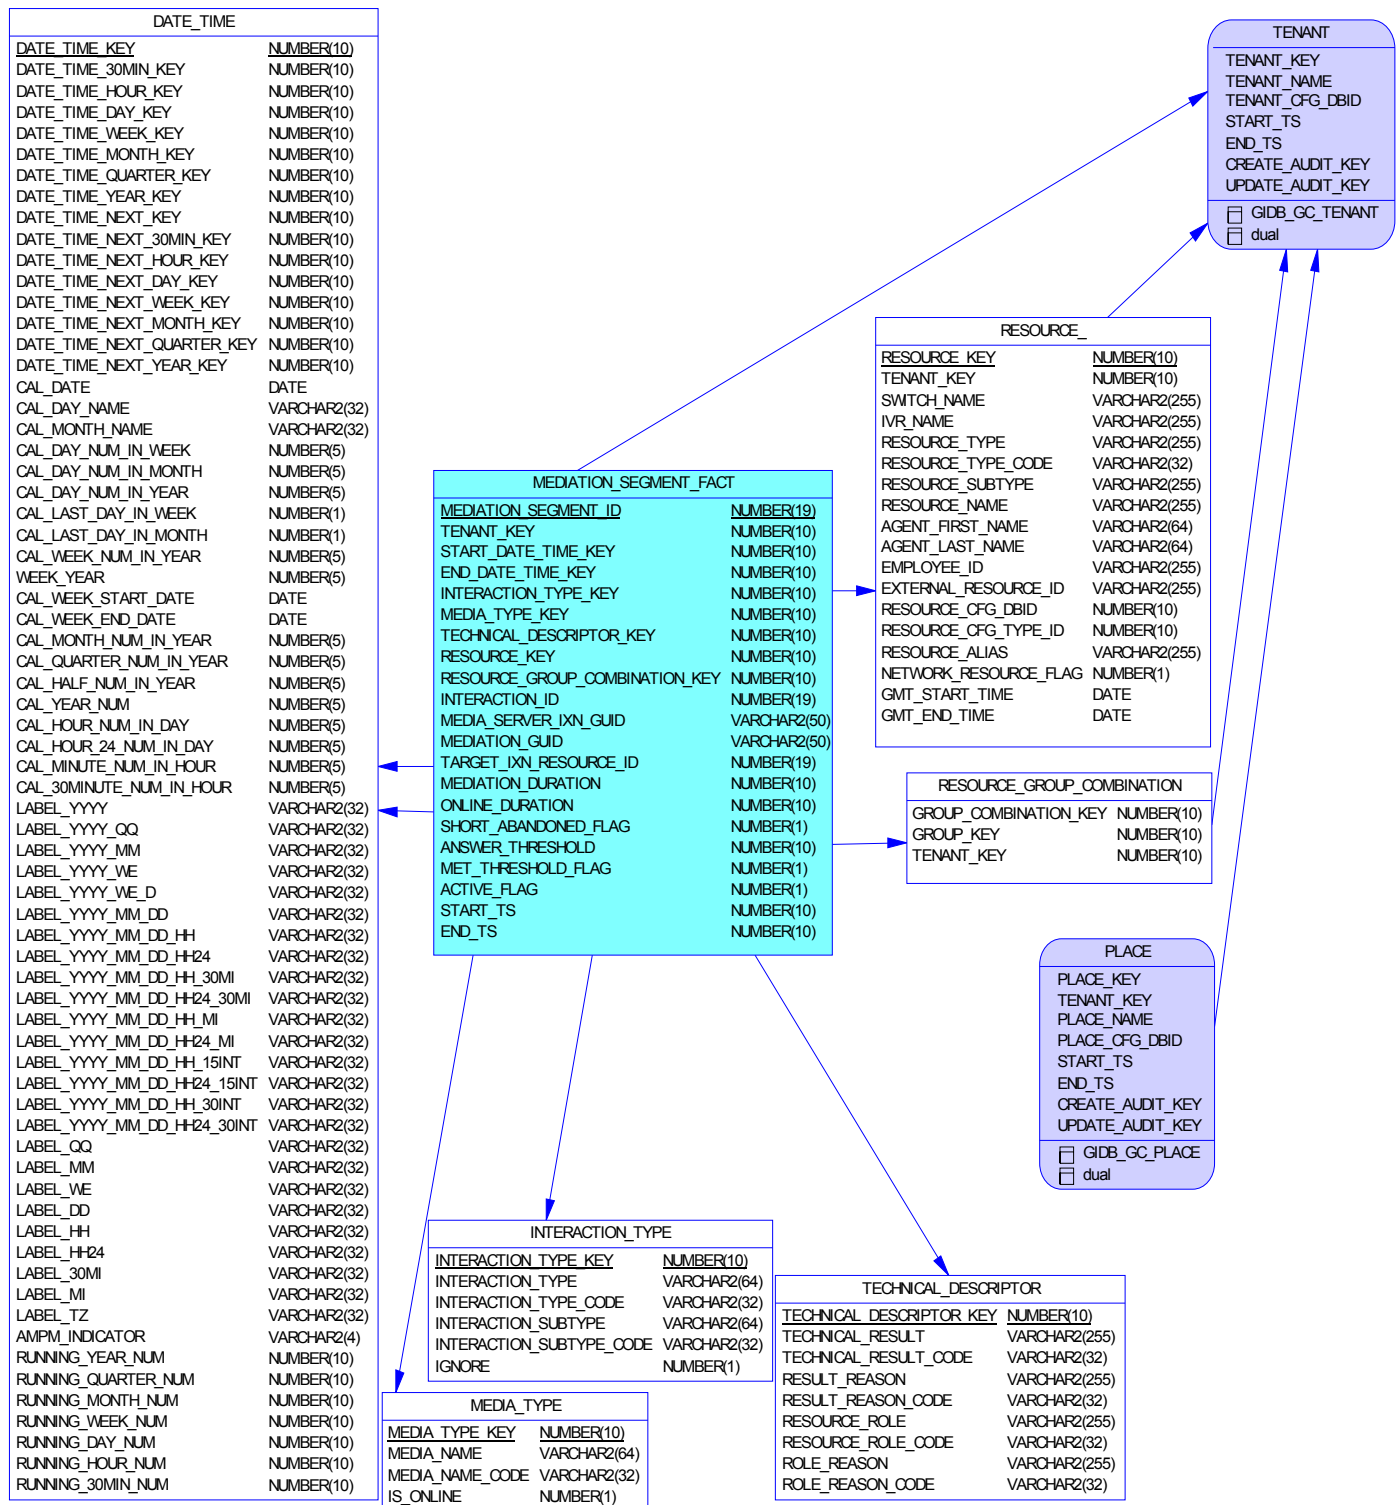 DATE_TIME
DATE_TIME_KEY NUMBER(10)
DATE_TIME_30MIN_KEY NUMBER(10)
DATE_TIME_HOUR_KEY NUMBER(10)
DATE_TIME_DAY_KEY NUMBER(10)
DATE_TIME_WEEK_KEY NUMBER(10)
DATE_TIME_MONTH_KEY NUMBER(10)
DATE_TIME_QUARTER_KEY NUMBER(10)
DATE_TIME_YEAR_KEY NUMBER(10)
DATE_TIME_NEXT_KEY NUMBER(10)
DATE_TIME_NEXT_30MIN_KEY NUMBER(10)
DATE_TIME_NEXT_HOUR_KEY NUMBER(10)
DATE_TIME_NEXT_DAY_KEY NUMBER(10)
DATE_TIME_NEXT_WEEK_KEY NUMBER(10)
DATE_TIME_NEXT_MONTH_KEY NUMBER(10)
DATE_TIME_NEXT_QUARTER_KEY NUMBER(10)
DATE_TIME_NEXT_YEAR_KEY NUMBER(10)
CAL_DATE DATE
CAL_DAY_NAME VARCHAR2(32)
CAL_MONTH_NAME VARCHAR2(32)
CAL_DAY_NUM_IN_WEEK NUMBER(5)
CAL_DAY_NUM_IN_MONTH NUMBER(5)
CAL_DAY_NUM_IN_YEAR NUMBER(5)
CAL_LAST_DAY_IN_WEEK NUMBER(1)
CAL_LAST_DAY_IN_MONTH NUMBER(1)
CAL_WEEK_NUM_IN_YEAR NUMBER(5)
WEEK_YEAR NUMBER(5)
CAL_WEEK_START_DATE DATE
CAL_WEEK_END_DATE DATE
CAL_MONTH_NUM_IN_YEAR NUMBER(5)
CAL_QUARTER_NUM_IN_YEAR NUMBER(5)
CAL_HALF_NUM_IN_YEAR NUMBER(5)
CAL_YEAR_NUM NUMBER(5)
CAL_HOUR_NUM_IN_DAY NUMBER(5)
CAL_HOUR_24_NUM_IN_DAY NUMBER(5)
CAL_MINUTE_NUM_IN_HOUR NUMBER(5)
CAL_30MINUTE_NUM_IN_HOUR NUMBER(5)
LABEL_YYYY VARCHAR2(32)
LABEL_YYYY_QQ VARCHAR2(32)
LABEL_YYYY_MM VARCHAR2(32)
LABEL_YYYY_WE VARCHAR2(32)
LABEL_YYYY_WE_D VARCHAR2(32)
LABEL_YYYY_MM_DD VARCHAR2(32)
LABEL_YYYY_MM_DD_HH VARCHAR2(32)
LABEL_YYYY_MM_DD_HH24 VARCHAR2(32)
LABEL_YYYY_MM_DD_HH_30MI VARCHAR2(32)
LABEL_YYYY_MM_DD_HH24_30MI VARCHAR2(32)
LABEL_YYYY_MM_DD_HH_MI VARCHAR2(32)
LABEL_YYYY_MM_DD_HH24_MI VARCHAR2(32)
LABEL_YYYY_MM_DD_HH_15INT VARCHAR2(32)
LABEL_YYYY_MM_DD_HH24_15INT VARCHAR2(32)
LABEL_YYYY_MM_DD_HH_30INT VARCHAR2(32)
LABEL_YYYY_MM_DD_HH24_30INT VARCHAR2(32)
LABEL_QQ VARCHAR2(32)
LABEL_MM VARCHAR2(32)
LABEL_WE VARCHAR2(32)
LABEL_DD VARCHAR2(32)
LABEL_HH VARCHAR2(32)
LABEL_HH24 VARCHAR2(32)
LABEL_30MI VARCHAR2(32)
LABEL_MI VARCHAR2(32)
LABEL_TZ VARCHAR2(32)
AMPM_INDICATOR VARCHAR2(4)
RUNNING_YEAR_NUM NUMBER(10)
RUNNING_QUARTER_NUM NUMBER(10)
RUNNING_MONTH_NUM NUMBER(10)
RUNNING_WEEK_NUM NUMBER(10)
RUNNING_DAY_NUM NUMBER(10)
RUNNING_HOUR_NUM NUMBER(10)
RUNNING_30MIN_NUM NUMBER(10)
MEDIATION_SEGMENT_FACT
MEDIATION_SEGMENT_ID NUMBER(19)
TENANT_KEY NUMBER(10)
START_DATE_TIME_KEY NUMBER(10)
END_DATE_TIME_KEY NUMBER(10)
INTERACTION_TYPE_KEY NUMBER(10)
MEDIA_TYPE_KEY NUMBER(10)
TECHNICAL_DESCRIPTOR_KEY NUMBER(10)
RESOURCE_KEY NUMBER(10)
RESOURCE_GROUP_COMBINATION_KEY NUMBER(10)
INTERACTION_ID NUMBER(19)
MEDIA_SERVER_IXN_GUID VARCHAR2(50)
MEDIATION_GUID VARCHAR2(50)
TARGET_IXN_RESOURCE_ID NUMBER(19)
MEDIATION_DURATION NUMBER(10)
ONLINE_DURATION NUMBER(10)
SHORT_ABANDONED_FLAG NUMBER(1)
ANSWER_THRESHOLD NUMBER(10)
MET_THRESHOLD_FLAG NUMBER(1)
ACTIVE_FLAG NUMBER(1)
START_TS NUMBER(10)
END_TS NUMBER(10)
TENANT
TENANT_KEY
TENANT_NAME
TENANT_CFG_DBID
START_TS
END_TS
CREATE_AUDIT_KEY
UPDATE_AUDIT_KEY
GIDB_GC_TENANT
dual
RESOURCE_
RESOURCE_KEY NUMBER(10)
TENANT_KEY NUMBER(10)
SWITCH_NAME VARCHAR2(255)
IVR_NAME VARCHAR2(255)
RESOURCE_TYPE VARCHAR2(255)
RESOURCE_TYPE_CODE VARCHAR2(32)
RESOURCE_SUBTYPE VARCHAR2(255)
RESOURCE_NAME VARCHAR2(255)
AGENT_FIRST_NAME VARCHAR2(64)
AGENT_LAST_NAME VARCHAR2(64)
EMPLOYEE_ID VARCHAR2(255)
EXTERNAL_RESOURCE_ID VARCHAR2(255)
RESOURCE_CFG_DBID NUMBER(10)
RESOURCE_CFG_TYPE_ID NUMBER(10)
RESOURCE_ALIAS VARCHAR2(255)
NETWORK_RESOURCE_FLAG NUMBER(1)
GMT_START_TIME DATE
GMT_END_TIME DATE
RESOURCE_GROUP_COMBINATION
GROUP_COMBINATION_KEY NUMBER(10)
GROUP_KEY NUMBER(10)
TENANT_KEY NUMBER(10)
PLACE
PLACE_KEY
TENANT_KEY
PLACE_NAME
PLACE_CFG_DBID
START_TS
END_TS
CREATE_AUDIT_KEY
UPDATE_AUDIT_KEY
GIDB_GC_PLACE
dual
INTERACTION_TYPE
INTERACTION_TYPE_KEY NUMBER(10)
INTERACTION_TYPE VARCHAR2(64)
INTERACTION_TYPE_CODE VARCHAR2(32)
INTERACTION_SUBTYPE VARCHAR2(64)
INTERACTION_SUBTYPE_CODE VARCHAR2(32)
IGNORE NUMBER(1)
TECHNICAL_DESCRIPTOR
TECHNICAL_DESCRIPTOR_KEY NUMBER(10)
TECHNICAL_RESULT VARCHAR2(255)
TECHNICAL_RESULT_CODE VARCHAR2(32)
RESULT_REASON VARCHAR2(255)
RESULT_REASON_CODE VARCHAR2(32)
RESOURCE_ROLE VARCHAR2(255)
RESOURCE_ROLE_CODE VARCHAR2(32)
ROLE_REASON VARCHAR2(255)
ROLE_REASON_CODE VARCHAR2(32)
MEDIA_TYPE
MEDIA_TYPE_KEY NUMBER(10)
MEDIA_NAME VARCHAR2(64)
MEDIA_NAME_CODE VARCHAR2(32)
IS_ONLINE NUMBER(1)